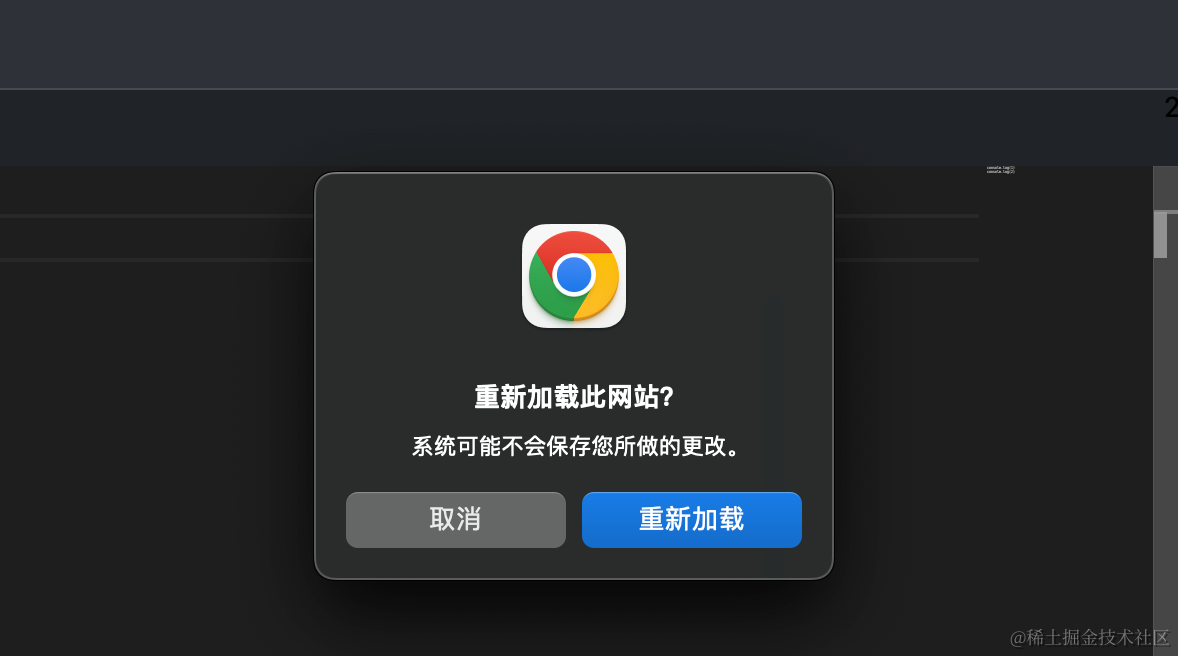 2
console.log(1)
console.log(2)
重新加载此网站?
系统可能不会保存您所做的更改。
取消
重新加载
@稀土掘金技术社区